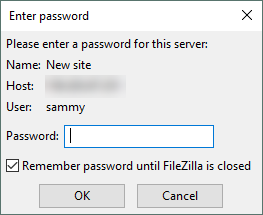 Enter password
Please enter a password for this server:
Name: New site
Host:
User: sammy
Password:
Remember password until FileZilla is closed
OK Cancel